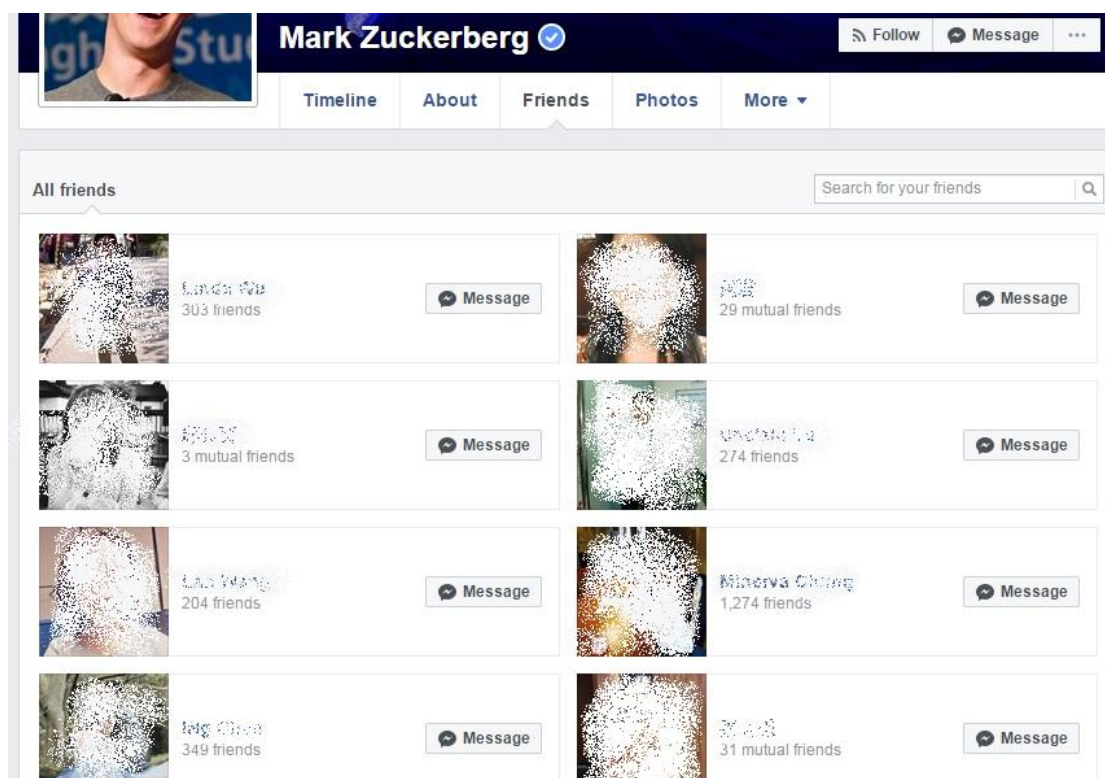 Mark Zuckerberg
Follow Message
Timeline About Friends Photos More
All friends
Search for your friends
303 friends
Message
29 mutual friends
Message
3 mutual friends
Message
274 friends
Message
204 friends
Message
Minerva
1,274 friends
Message
349 friends
Message
31 mutual friends
Message